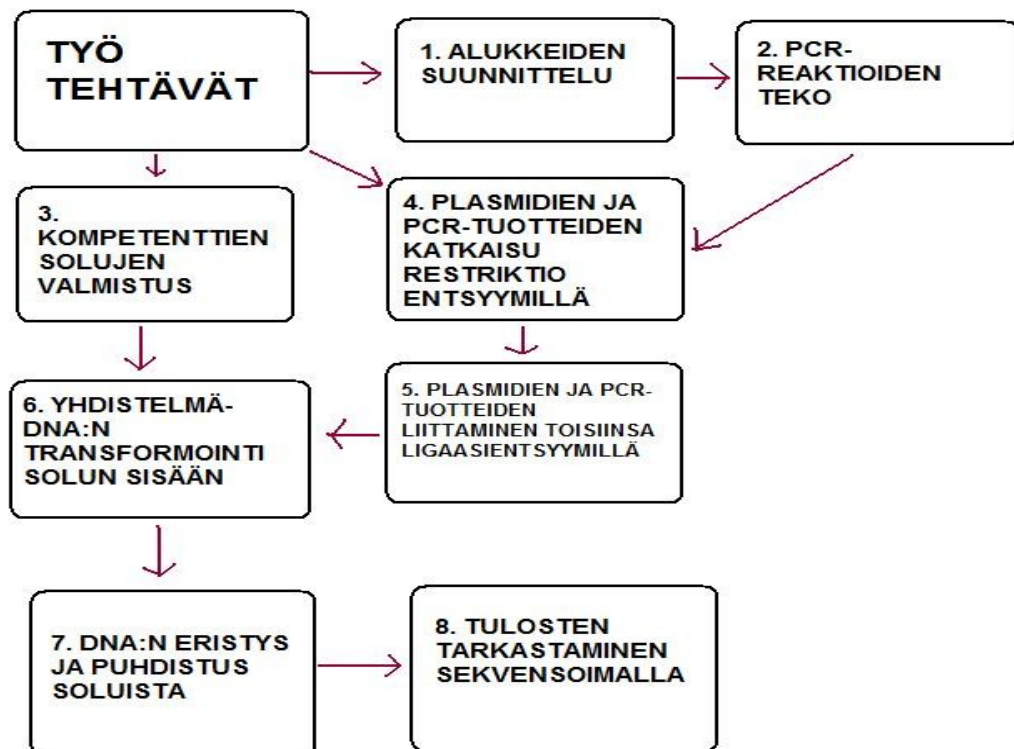 TYÖ
TEHTÄVÄT
1. ALUKKEIDEN
SUUNNITTELU
2. PCR-
REAKTIOIDEN
TEKO
3.
KOMPETENTTIEN
SOLUJEN
VALMISTUS
4. PLASMIDIEN JA
PCR-TUOTTEIDEN
KATKAISU
RESTRIKTIO
ENTSYYMILLÄ
5. PLASMIDIEN JA PCR-
TUOTTEIDEN
LIITTAMINEN TOISIINSA
LIGAASIENTSYYMILLÄ
6. YHDISTELMÄ-
DNA:N
TRANSFORMOINTI
SOLUN SISÄÄN
7. DNA:N ERISTYS
JA PUHDISTUS
SOLUISTA
8. TULOSTEN
TARKASTAMINEN
SEKVENSOIMALLA